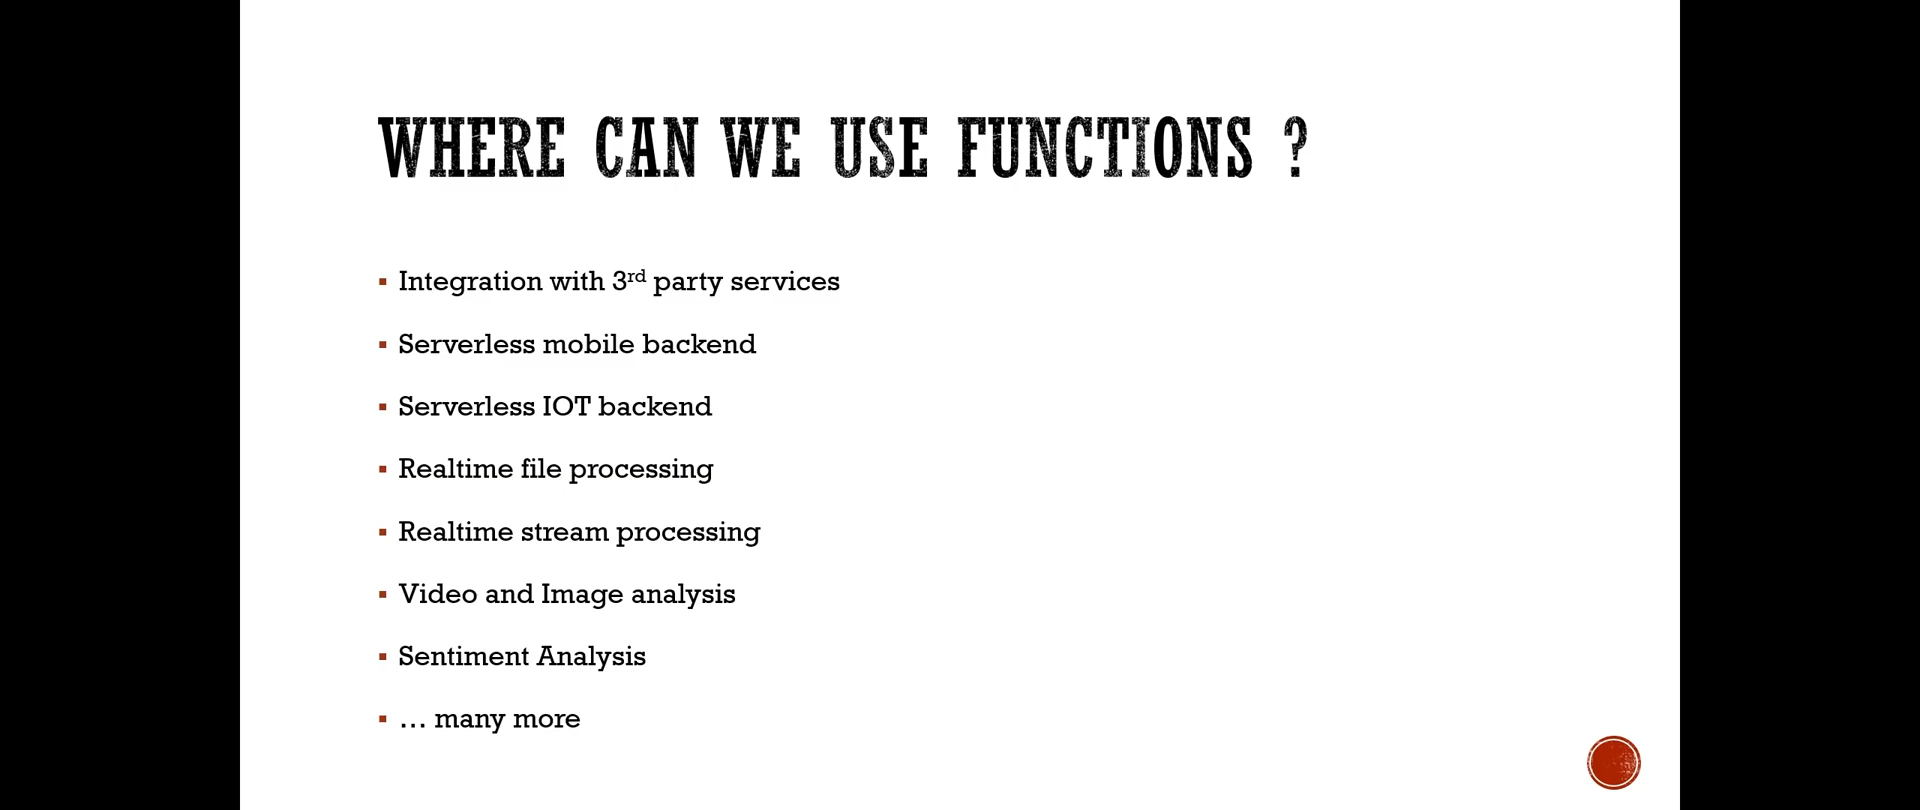 WHERE CAN WE USE FUNCTIONS ?
▪ Integration with 3rd party services
▪ Serverless mobile backend
▪ Serverless IOT backend
▪ Realtime file processing
▪ Realtime stream processing
▪ Video and Image analysis
▪ Sentiment Analysis
▪ … many more